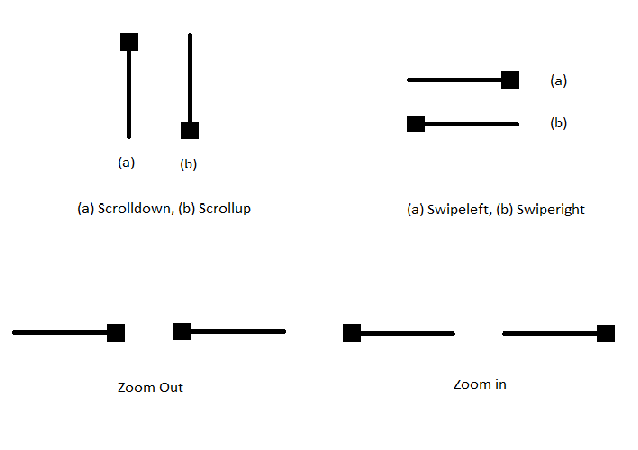 (a)
(b)
(a) Scrolldown, (b) Scrollup
(a)
(b)
(a) Swipeleft, (b) Swiperight
Zoom Out
Zoom in